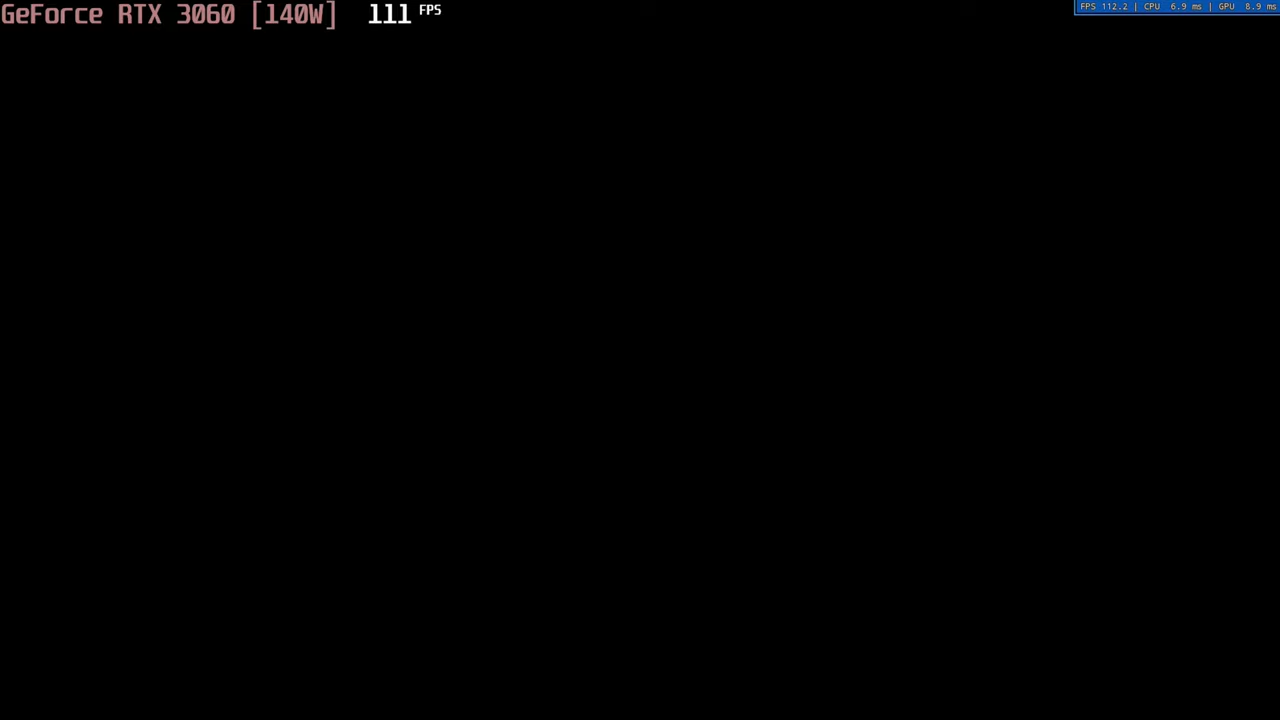 GeForce RTX 3060 [140W] 111 FPS
FPS 112.2 | CPU 6.9 ms | GPU 8.9 ms